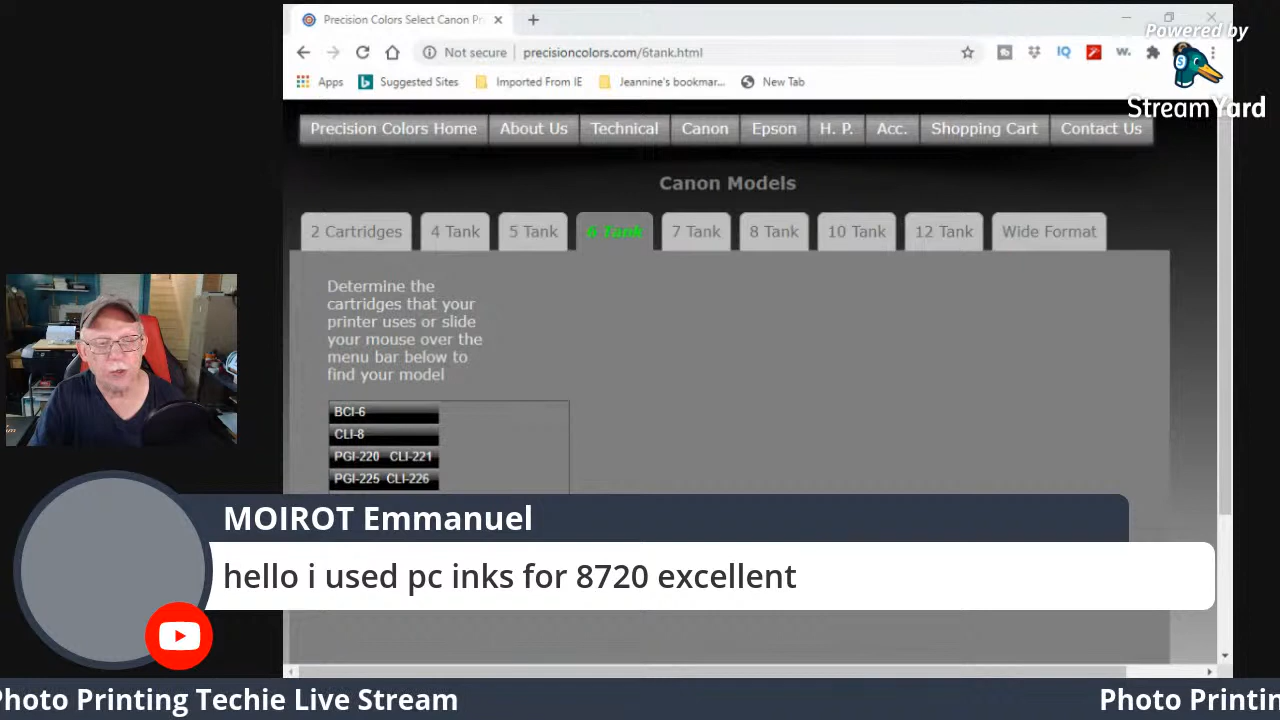 Precision Colors Select Canon Pr
Powered by
StreamYard
Not secure precisioncolors.com/6tank.html
IQ
w.
Apps Suggested Sites Imported From IE Jeannine's bookmar... New Tab
Precision Colors Home About Us Technical Canon Epson H. P. Acc. Shopping Cart Contact Us
Canon Models
2 Cartridges 4 Tank 5 Tank 6 Tank 7 Tank 8 Tank 10 Tank 12 Tank Wide Format
Determine the
cartridges that your
printer uses or slide
your mouse over the
menu bar below to
find your model
BCI-6
CLI-8
PGI-220 CLI-221
PGI-225 CLI-226
MOIROT Emmanuel
hello i used pc inks for 8720 excellent
Photo Printing Techie Live Stream Photo Printin